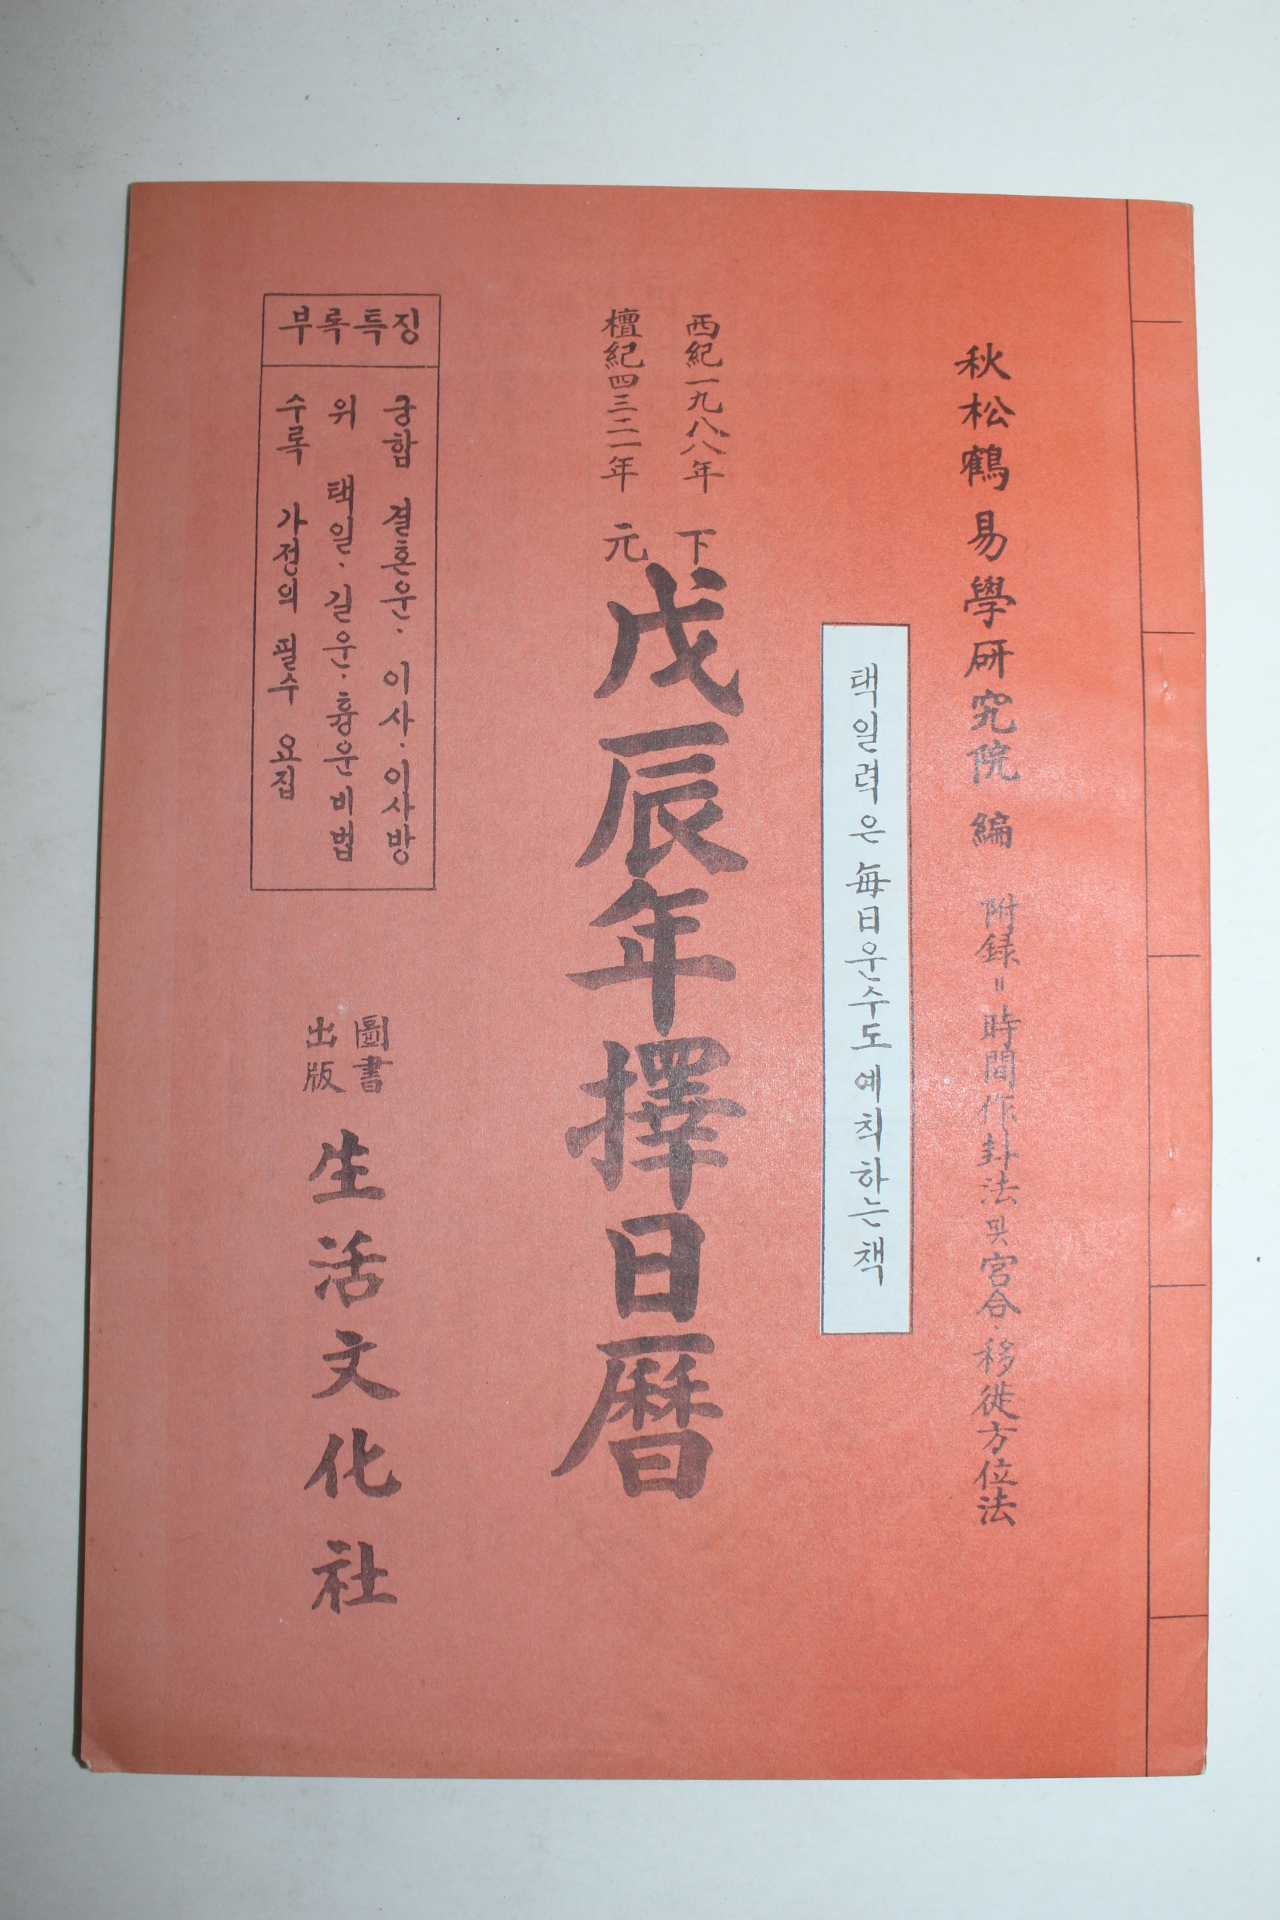 秋松鶴易學硏究院 編 附録=時間作卦法 및 宮合·移徙方位法
택일력은 每日운수도 예칙하는 책
西紀一九八八年
檀紀四三二一年
下元
戊辰年擇日曆
부록특징
궁합 결혼운·이사·이사방
위 택일·길운·흉운비법
수록 가정의 필수 요집
圖書
出版
生活文化社